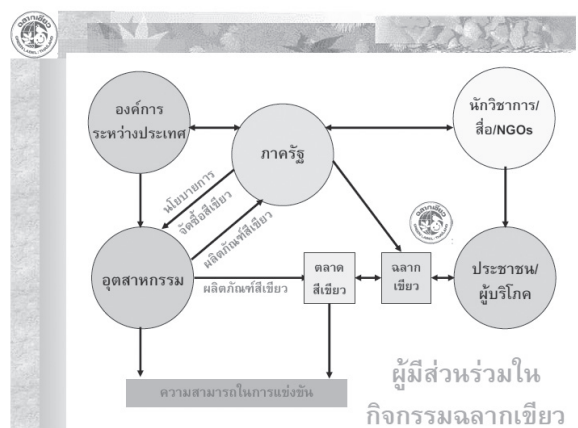 องค์การ
ระหว่างประเทศ
ภาครัฐ
นักวิชาการ/
สื่อ/NGOs
นโยบายการ
จัดซื้อสีเขียว
ผลิตภัณฑ์สีเขียว
อุตสาหกรรม
ผลิตภัณฑ์สีเขียว
ตลาด
สีเขียว
ฉลาก
เขียว
ประชาชน/
ผู้บริโภค
ความสามารถในการแข่งขัน
ผู้มีส่วนร่วมใน
กิจกรรมฉลากเขียว